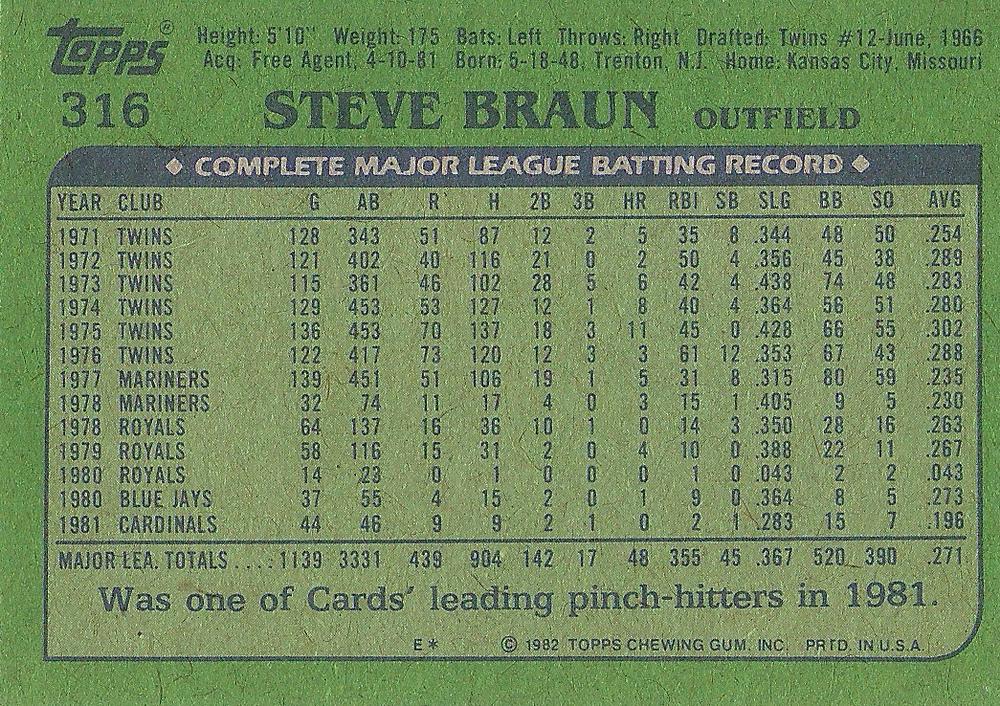 Topps® Height: 5'10" Weight: 175 Bats: Left Throws: Right Drafted: Twins #12-June, 1966
Acq: Free Agent, 4-10-81 Born: 5-18-48, Trenton, N.J. Home: Kansas City, Missouri
316 STEVE BRAUN OUTFIELD
◆ COMPLETE MAJOR LEAGUE BATTING RECORD ◆
YEAR CLUB G AB R H 2B 3B HR RBI SB SLG BB SO AVG
1971 TWINS 128 343 51 87 12 2 5 35 8 .344 48 50 .254
1972 TWINS 121 402 40 116 21 0 2 50 4 .356 45 38 .289
1973 TWINS 115 361 46 102 28 5 6 42 4 .438 74 48 .283
1974 TWINS 129 453 53 127 12 1 8 40 4 .364 56 51 .280
1975 TWINS 136 453 70 137 18 3 11 45 0 .428 66 55 .302
1976 TWINS 122 417 73 120 12 3 3 61 12 .353 67 43 .288
1977 MARINERS 139 451 51 106 19 1 5 31 8 .315 80 59 .235
1978 MARINERS 32 74 11 17 4 0 3 15 1 .405 9 5 .230
1978 ROYALS 64 137 16 36 10 1 0 14 3 .350 28 16 .263
1979 ROYALS 58 116 15 31 2 0 4 10 0 .388 22 11 .267
1980 ROYALS 14 23 0 1 0 0 0 1 0 .043 2 2 .043
1980 BLUE JAYS 37 55 4 15 2 0 1 9 0 .364 8 5 .273
1981 CARDINALS 44 46 9 9 2 1 0 2 1 .283 15 7 .196
MAJOR LEA. TOTALS ....1139 3331 439 904 142 17 48 355 45 .367 520 390 .271
Was one of Cards' leading pinch-hitters in 1981.
E* © 1982 TOPPS CHEWING GUM. INC. PRTD. IN U.S.A.